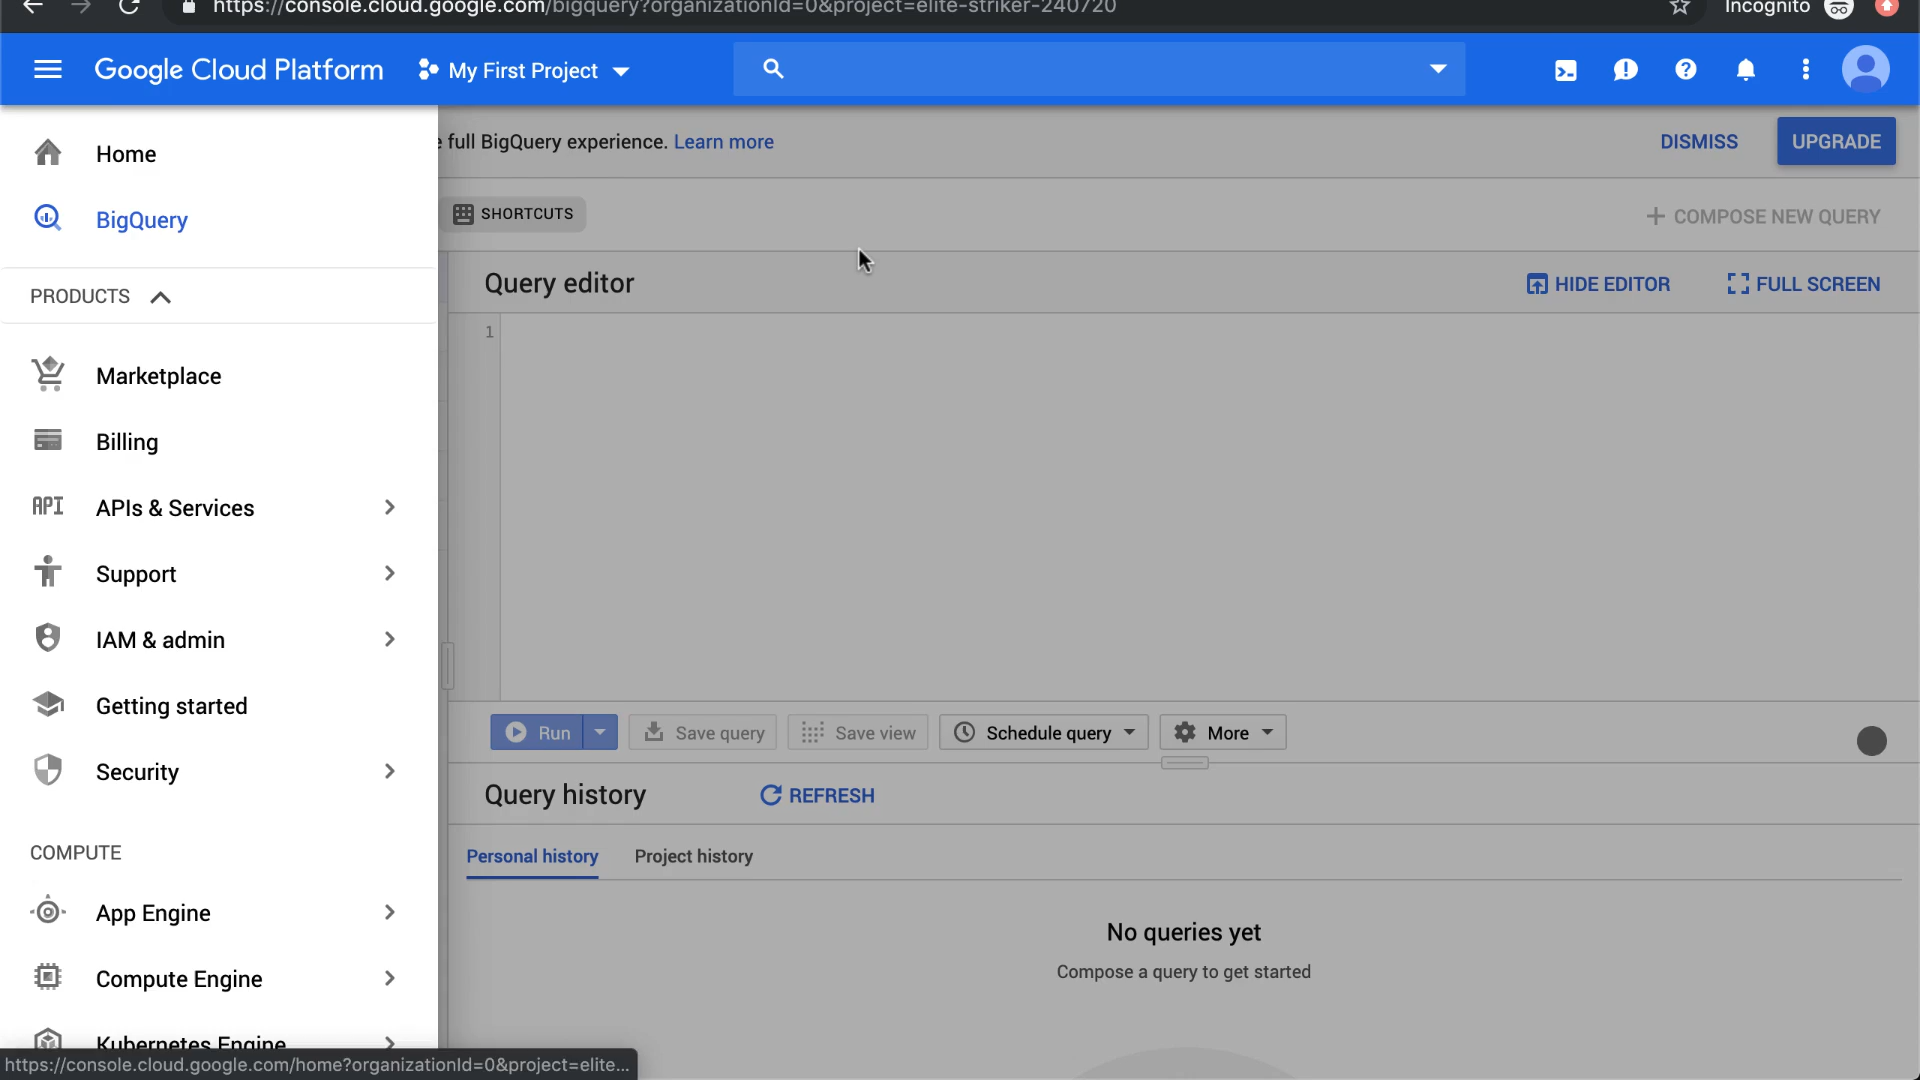 https://console.cloud.google.com/bigquery?organizationId=0&project=elite-striker-240720
Incognito
Google Cloud Platform
My First Project
Home
BigQuery
PRODUCTS
Marketplace
Billing
API
APIs & Services
Support
IAM & admin
Getting started
Security
COMPUTE
App Engine
Compute Engine
Kubernetes Engine
https://console.cloud.google.com/home?organizationId=0&project=elite...
full BigQuery experience. Learn more
DISMISS
UPGRADE
SHORTCUTS
COMPOSE NEW QUERY
Query editor
HIDE EDITOR
FULL SCREEN
1
Run
Save query
Save view
Schedule query
More
Query history
REFRESH
Personal history
Project history
No queries yet
Compose a query to get started